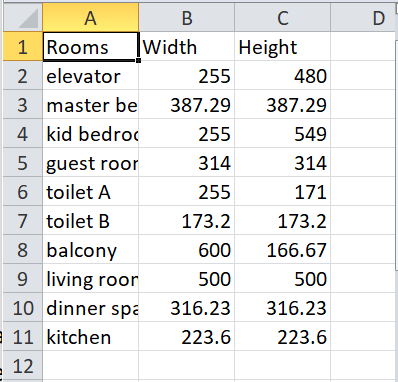 A B C D
1 Rooms Width Height
2 elevator 255 480
3 master be 387.29 387.29
4 kid bedroo 255 549
5 guest roor 314 314
6 toilet A 255 171
7 toilet B 173.2 173.2
8 balcony 600 166.67
9 living roor 500 500
10 dinner spa 316.23 316.23
11 kitchen 223.6 223.6
12